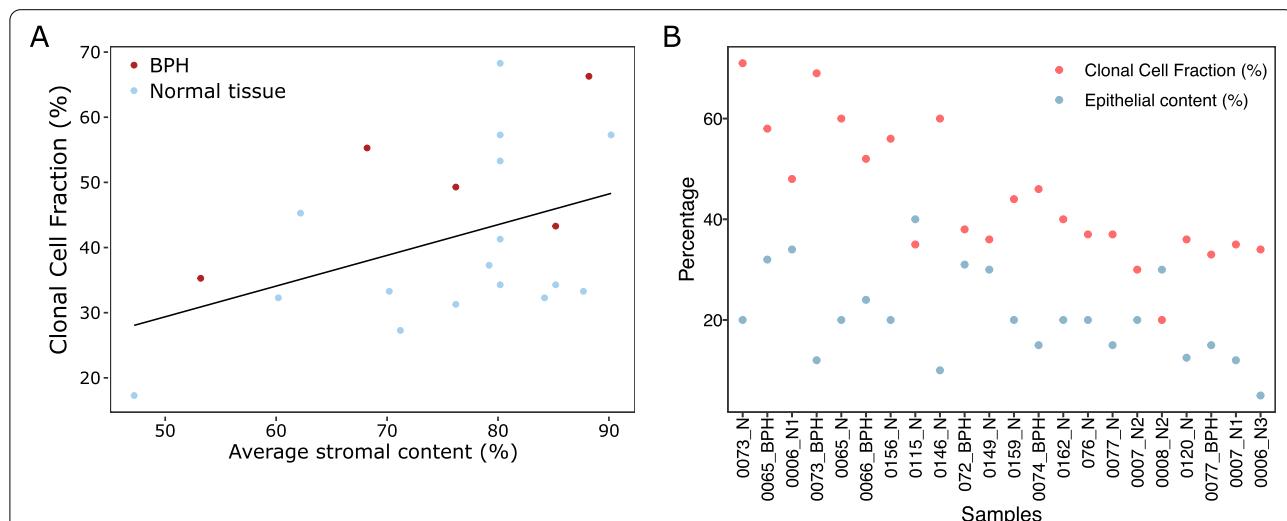 A
BPH
Normal tissue
Clonal Cell Fraction (%)
70
60
50
40
30
20
50 60 70 80 90
Average stromal content (%)
B
Clonal Cell Fraction (%)
Epithelial content (%)
Percentage
60
40
20
0073_N
0065_BPH
0006_N1
0073_BPH
0065_N
0066_BPH
0156_N
0115_N
0146_N
072_BPH
0149_N
0159_N
0074_BPH
0162_N
076_N
0077_N
0007_N2
0008_N2
0120_N
0077_BPH
0007_N1
0006_N3
Samples